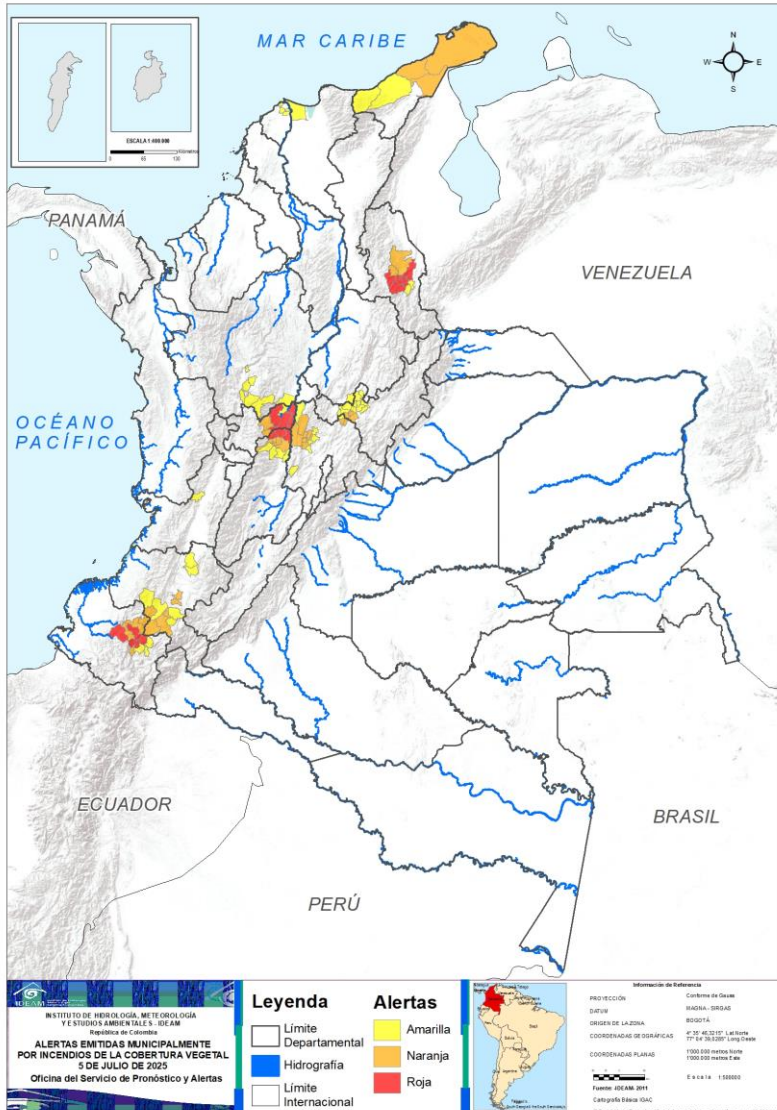 MAR CARIBE
N
W
E
S
ESCALA 1:400.000
PANAMÁ
VENEZUELA
OCÉANO
PACÍFICO
ECUADOR
BRASIL
PERÚ
IDEAM
INSTITUTO DE HIDROLOGÍA, METEOROLOGÍA
Y ESTUDIOS AMBIENTALES - IDEAM
República de Colombia
ALERTAS EMITIDAS MUNICIPALMENTE
POR INCENDIOS DE LA COBERTURA VEGETAL
5 DE JULIO DE 2025
Oficina del Servicio de Pronóstico y Alertas
Leyenda
Límite
Departamental
Hidrografía
Límite
Internacional
Alertas
Amarilla
Naranja
Roja
Información de Referencia
PROYECCIÓN Conforme de Gauss
DATUM MAGNA - SIRGAS
ORIGEN DE LA ZONA BOGOTÁ
COORDENADAS GEOGRÁFICAS
COORDENADAS PLANAS 1'000.000 metros Norte
1'000.000 metros Este
Fuente: IDEAM. 2011
Cartografía Básica IGAC